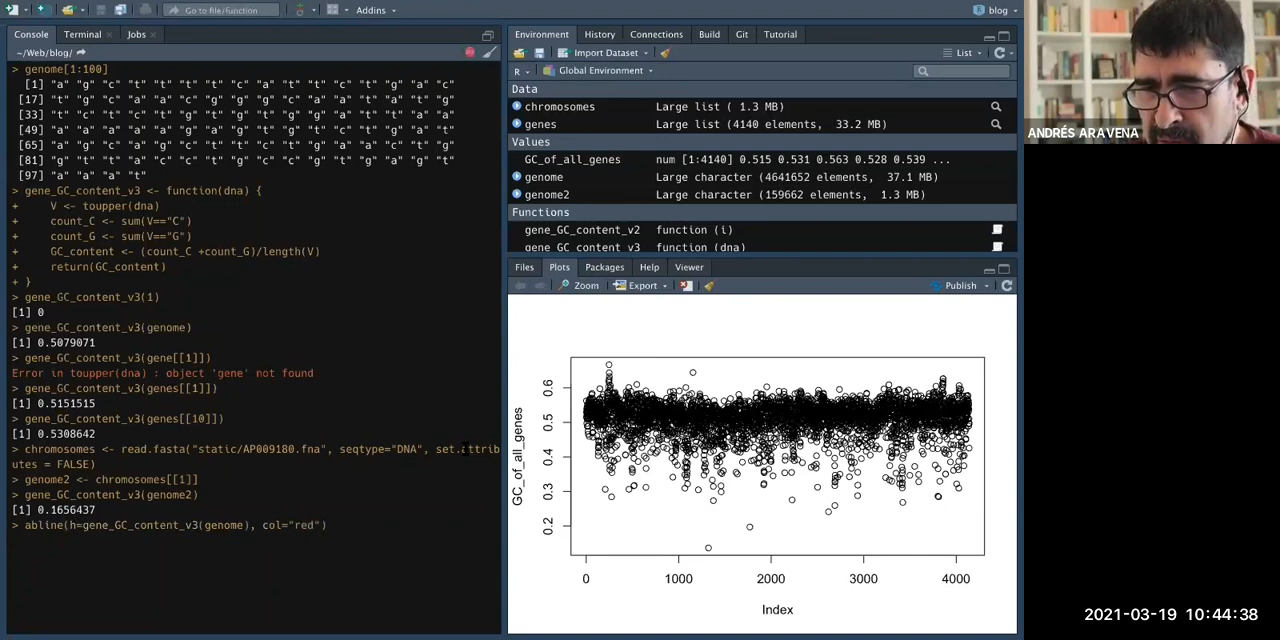 Go to file/function
Addins
blog
Console
Terminal
Jobs
~/Web/blog/
> genome[1:100]
[1] "a" "g" "c" "t" "t" "t" "t" "c" "a" "t" "t" "c" "t" "g" "a" "c"
[17] "t" "g" "c" "a" "a" "c" "g" "g" "g" "c" "a" "a" "t" "a" "t" "g"
[33] "t" "c" "t" "c" "t" "g" "t" "g" "t" "g" "g" "a" "t" "t" "a" "a"
[49] "a" "a" "a" "a" "a" "g" "a" "g" "t" "g" "t" "c" "t" "g" "a" "t"
[65] "a" "g" "c" "a" "g" "c" "t" "t" "c" "t" "g" "a" "a" "c" "t" "g"
[81] "g" "t" "t" "a" "c" "c" "t" "g" "c" "c" "g" "t" "g" "a" "g" "t"
[97] "a" "a" "a" "t"
> gene_GC_content_v3 <- function(dna) {
+ V <- toupper(dna)
+ count_C <- sum(V=="C")
+ count_G <- sum(V=="G")
+ GC_content <- (count_C +count_G)/length(V)
+ return(GC_content)
+ }
> gene_GC_content_v3(1)
[1] 0
> gene_GC_content_v3(genome)
[1] 0.5079071
> gene_GC_content_v3(gene[[1]])
Error in toupper(dna) : object 'gene' not found
> gene_GC_content_v3(genes[[1]])
[1] 0.5151515
> gene_GC_content_v3(genes[[10]])
[1] 0.5308642
> chromosomes <- read.fasta("static/AP009180.fna", seqtype="DNA", set.attrib
utes = FALSE)
> genome2 <- chromosomes[[1]]
> gene_GC_content_v3(genome2)
[1] 0.1656437
> abline(h=gene_GC_content_v3(genome), col="red")
Environment
History
Connections
Build
Git
Tutorial
Import Dataset
List
R
Global Environment
Data
chromosomes Large list ( 1.3 MB)
genes Large list (4140 elements, 33.2 MB)
Values
GC_of_all_genes num [1:4140] 0.515 0.531 0.563 0.528 0.539 ...
genome Large character (4641652 elements, 37.1 MB)
genome2 Large character (159652 elements, 1.3 MB)
Functions
gene_GC_content_v2 function (i)
gene_GC_content_v3 function (dna)
Files
Plots
Packages
Help
Viewer
Zoom
Export
Publish
GC_of_all_genes
0.6
0.5
0.4
0.3
0.2
0 1000 2000 3000 4000
Index
ANDRÉS ARAVENA
2021-03-19 10:44:38